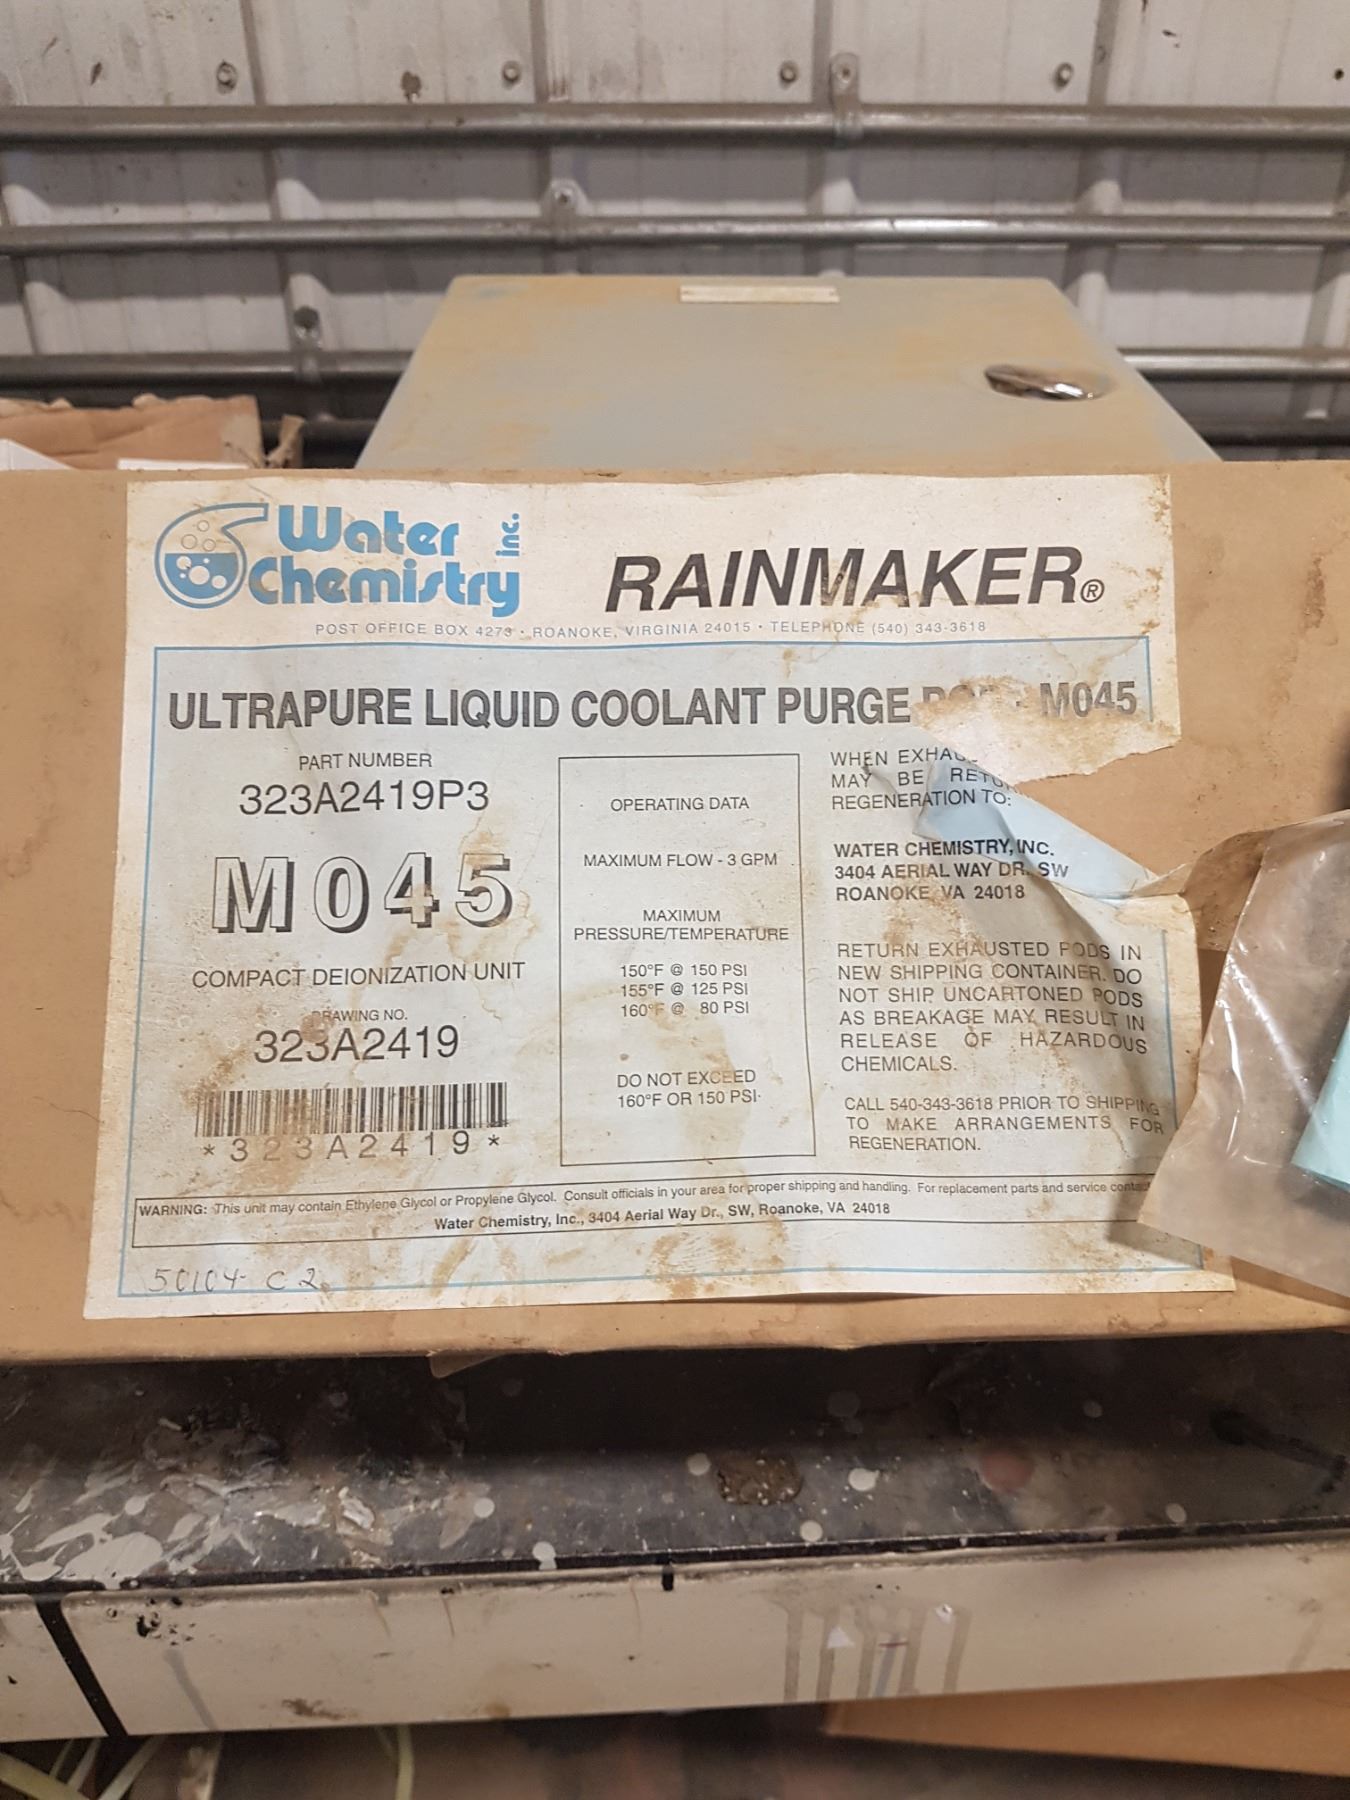 Water Chemistry Inc.
RAINMAKER®
POST OFFICE BOX 4273 • ROANOKE, VIRGINIA 24015 • TELEPHONE (540) 343-3618
ULTRAPURE LIQUID COOLANT PURGE M045
PART NUMBER
323A2419P3
M045
COMPACT DEIONIZATION UNIT
DRAWING NO.
323A2419
*323A2419*
OPERATING DATA
MAXIMUM FLOW - 3 GPM
MAXIMUM
PRESSURE/TEMPERATURE
150°F @ 150 PSI
155°F @ 125 PSI
160°F @ 80 PSI
DO NOT EXCEED
160°F OR 150 PSI
WHEN
MAY BE
REGENERATION TO:
WATER CHEMISTRY, INC.
3404 AERIAL WAY DR. SW
ROANOKE, VA 24018
RETURN EXHAUSTED PODS IN
NEW SHIPPING CONTAINER. DO
NOT SHIP UNCARTONED PODS
AS BREAKAGE MAY RESULT IN
RELEASE OF HAZARDOUS
CHEMICALS.
CALL 540-343-3618 PRIOR TO SHIPPING
TO MAKE ARRANGEMENTS FOR
REGENERATION.
WARNING: This unit may contain Ethylene Glycol or Propylene Glycol. Consult officials in your area for proper shipping and handling. For replacement parts and service contact
Water Chemistry, Inc., 3404 Aerial Way Dr., SW, Roanoke, VA 24018
50104- C2